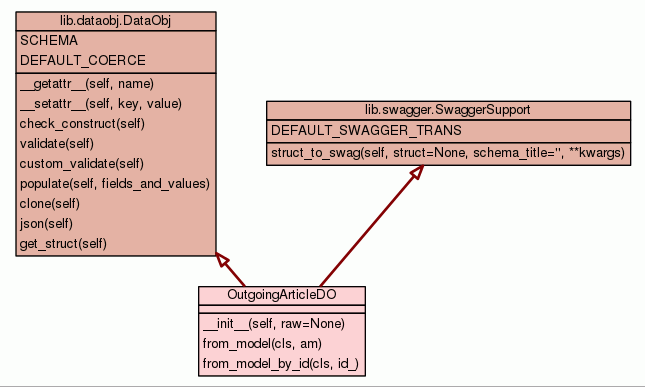 lib.dataobj.DataObj
SCHEMA
DEFAULT_COERCE
__getattr__(self, name)
__setattr__(self, key, value)
check_construct(self)
validate(self)
custom_validate(self)
populate(self, fields_and_values)
clone(self)
json(self)
get_struct(self)
lib.swagger.SwaggerSupport
DEFAULT_SWAGGER_TRANS
struct_to_swag(self, struct=None, schema_title='', **kwargs)
OutgoingArticleDO
__init__(self, raw=None)
from_model(cls, am)
from_model_by_id(cls, id_)